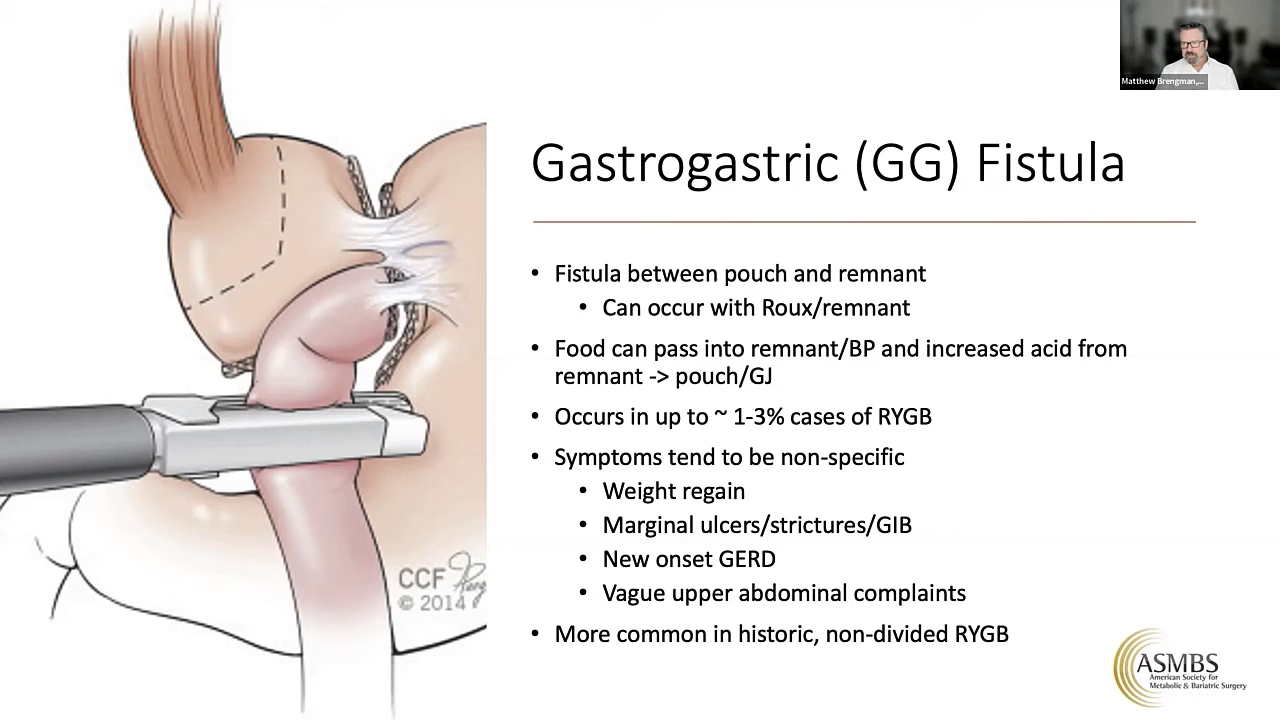 Matthew Brengman,...
Gastrogastric (GG) Fistula
• Fistula between pouch and remnant
• Can occur with Roux/remnant
• Food can pass into remnant/BP and increased acid from
remnant -> pouch/GJ
• Occurs in up to ~ 1-3% cases of RYGB
• Symptoms tend to be non-specific
• Weight regain
• Marginal ulcers/strictures/GIB
• New onset GERD
• Vague upper abdominal complaints
• More common in historic, non-divided RYGB
CCF
© 2014
ASMBS
American Society for
Metabolic & Bariatric Surgery